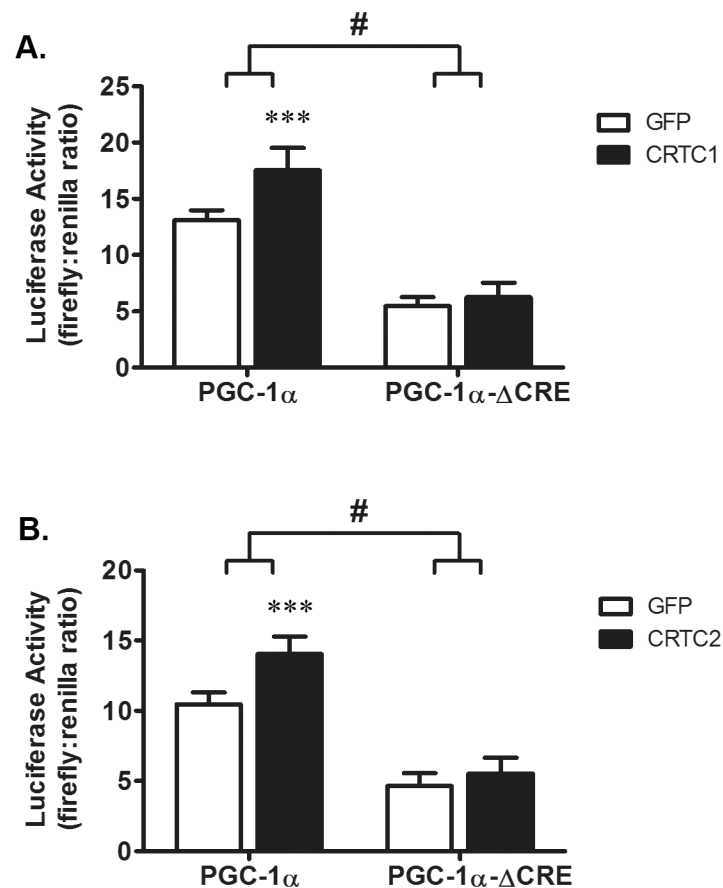 A.
#
***
Luciferase Activity
(firefly:renilla ratio)
25
20
15
10
5
0
PGC-1α
PGC-1α-ΔCRE
GFP
CRTC1
B.
#
***
Luciferase Activity
(firefly:renilla ratio)
20
15
10
5
0
PGC-1α
PGC-1α-ΔCRE
GFP
CRTC2